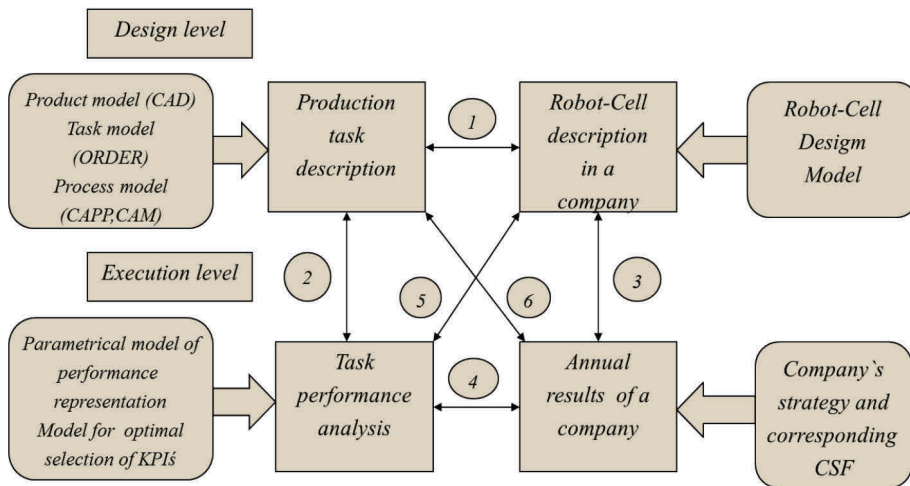 Design level
Product model (CAD)
Task model
(ORDER)
Process model
(CAPP,CAM)
Production
task
description
1
Robot-Cell
description
in a
company
Robot-Cell
Desigm
Model
Execution level
2
5
6
3
Parametrical model of
performance
representation
Model for optimal
selection of KPIś
Task
performance
analysis
4
Annual
results of a
company
Company`s
strategy and
corresponding
CSF